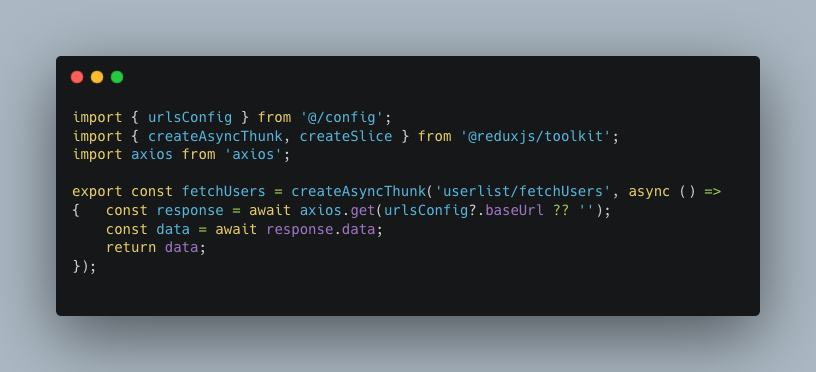 import { urlsConfig } from '@/config';
import { createAsyncThunk, createSlice } from '@reduxjs/toolkit';
import axios from 'axios';
export const fetchUsers = createAsyncThunk('userlist/fetchUsers', async () =>
{   const response = await axios.get(urlsConfig?.baseUrl ?? '');
    const data = await response.data;
    return data;
});